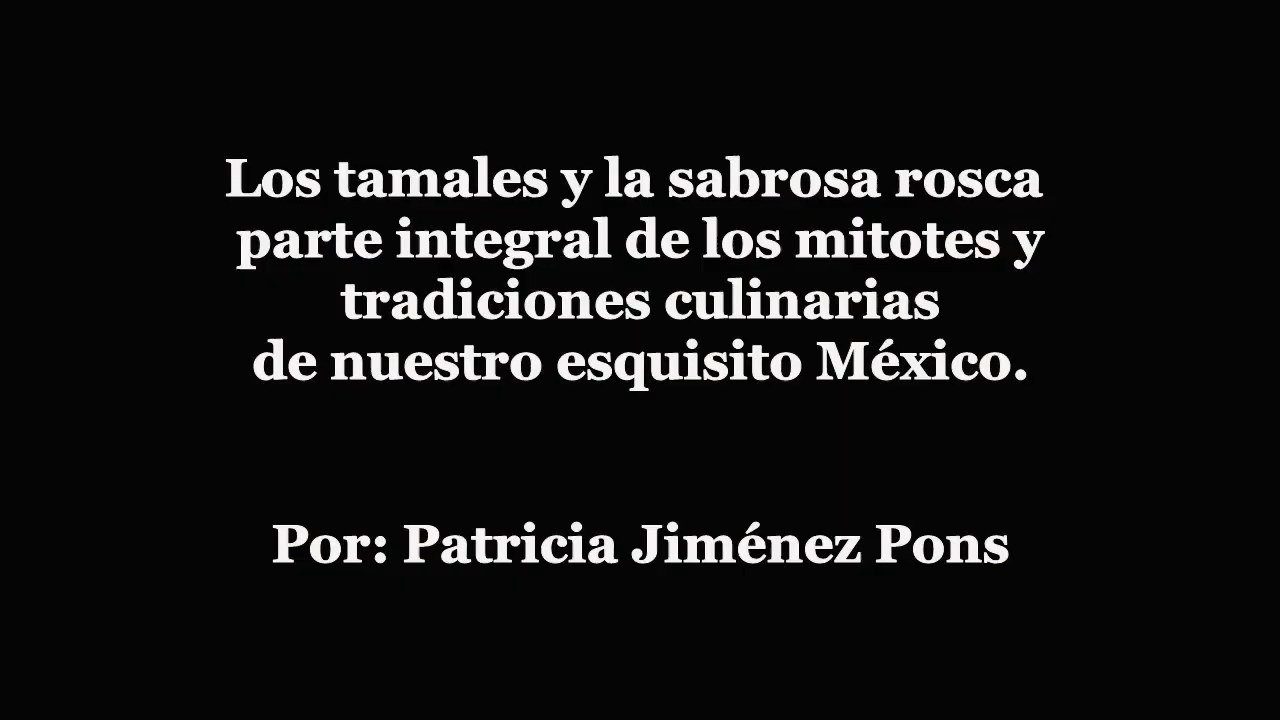 Los tamales y la sabrosa rosca
parte integral de los mitotes y
tradiciones culinarias
de nuestro esquisito México.
Por: Patricia Jiménez Pons